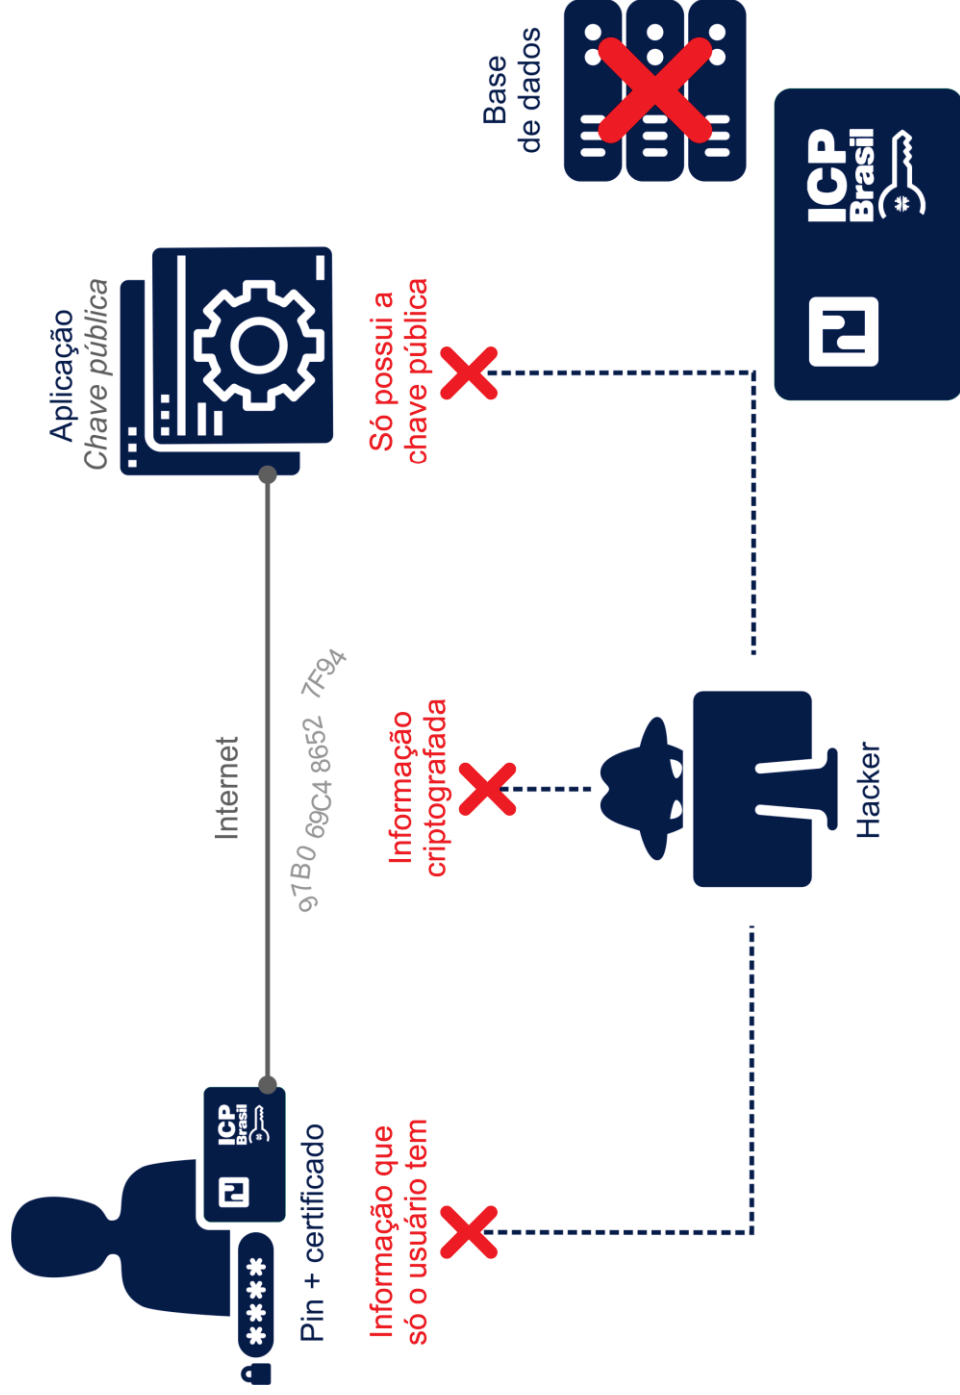 Pin + certificado
****
ICP
Brasil
Internet
97B0 69C4 8652 7F94
Aplicação
Chave pública
Base
de dados
Informação que
só o usuário tem
Informação
criptografada
Só possui a
chave pública
Hacker
ICP
Brasil